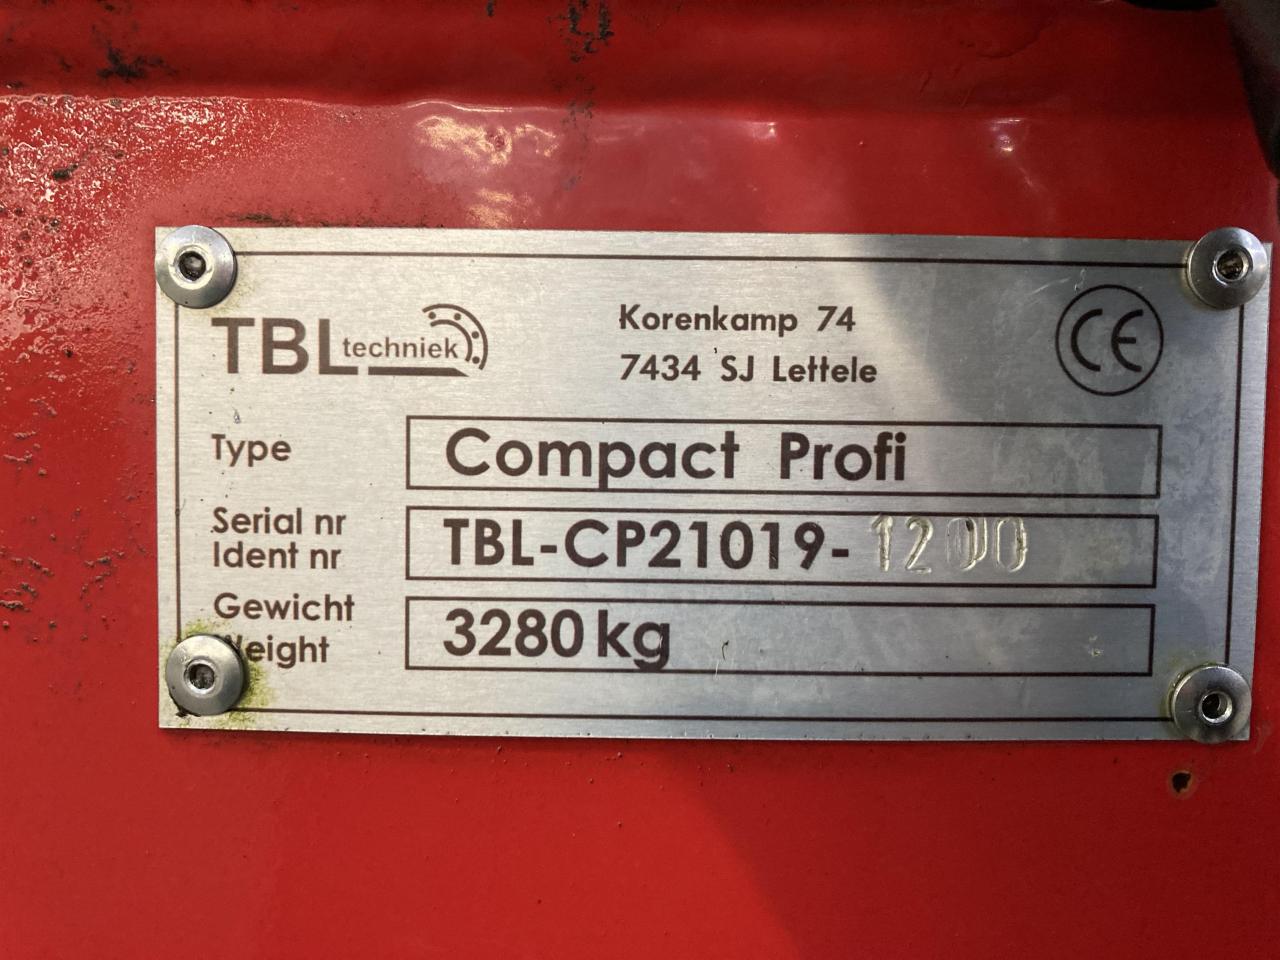 TBL techniek
Korenkamp 74
7434 SJ Lettele
CE
Type Compact Profi
Serial nr
Ident nr
TBL-CP21019-1200
Gewicht
Weight
3280 kg